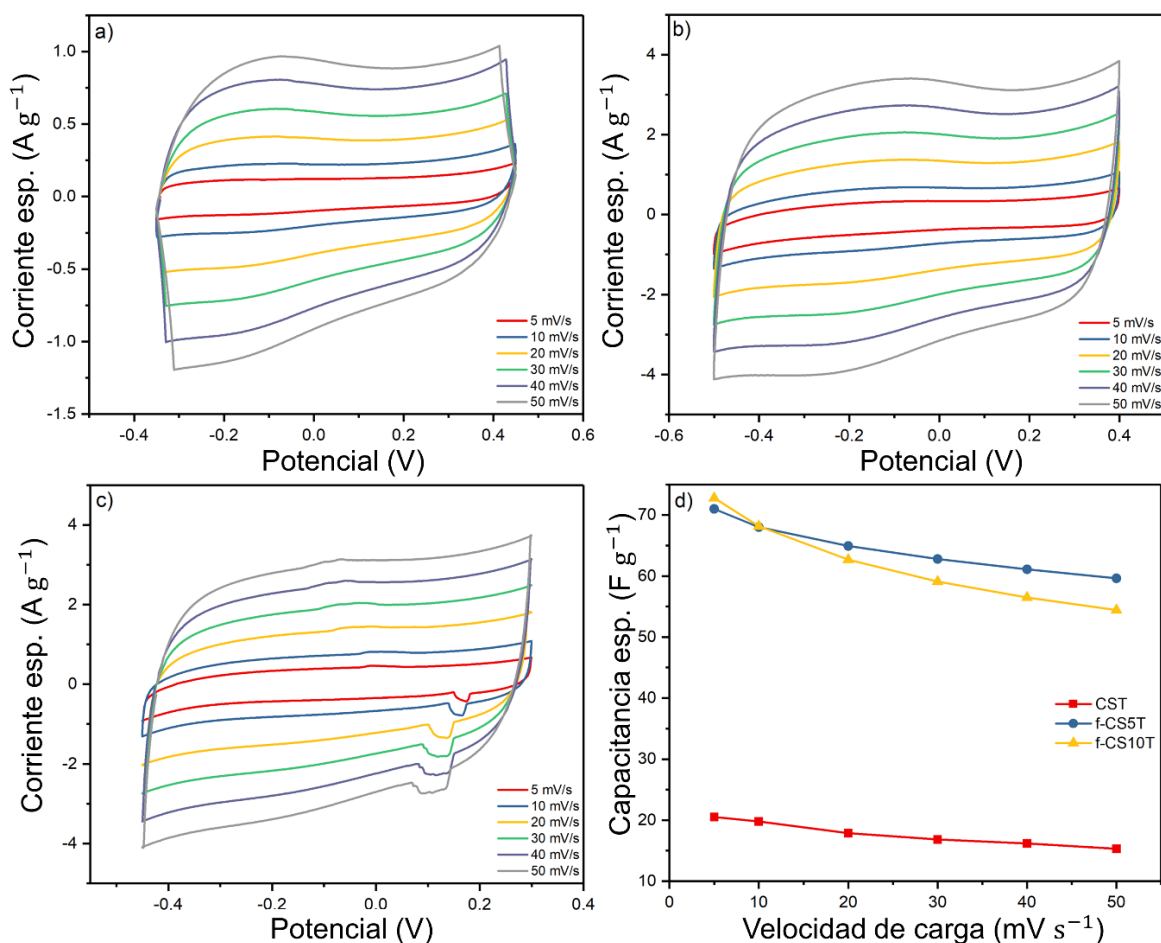 a)
Corriente esp. (A g⁻¹)
1.0
0.5
0.0
-0.5
-1.0
-1.5
-0.4
-0.2
0.0
0.2
0.4
0.6
Potencial (V)
5 mV/s
10 mV/s
20 mV/s
30 mV/s
40 mV/s
50 mV/s
b)
Corriente esp. (A g⁻¹)
4
2
0
-2
-4
-0.6
-0.4
-0.2
0.0
0.2
0.4
Potencial (V)
5 mV/s
10 mV/s
20 mV/s
30 mV/s
40 mV/s
50 mV/s
c)
Corriente esp. (A g⁻¹)
4
2
0
-2
-4
-0.4
-0.2
0.0
0.2
0.4
Potencial (V)
5 mV/s
10 mV/s
20 mV/s
30 mV/s
40 mV/s
50 mV/s
d)
Capacitancia esp. (F g⁻¹)
70
60
50
40
30
20
10
0
10
20
30
40
50
Velocidad de carga (mV s⁻¹)
CST
f-CS5T
f-CS10T